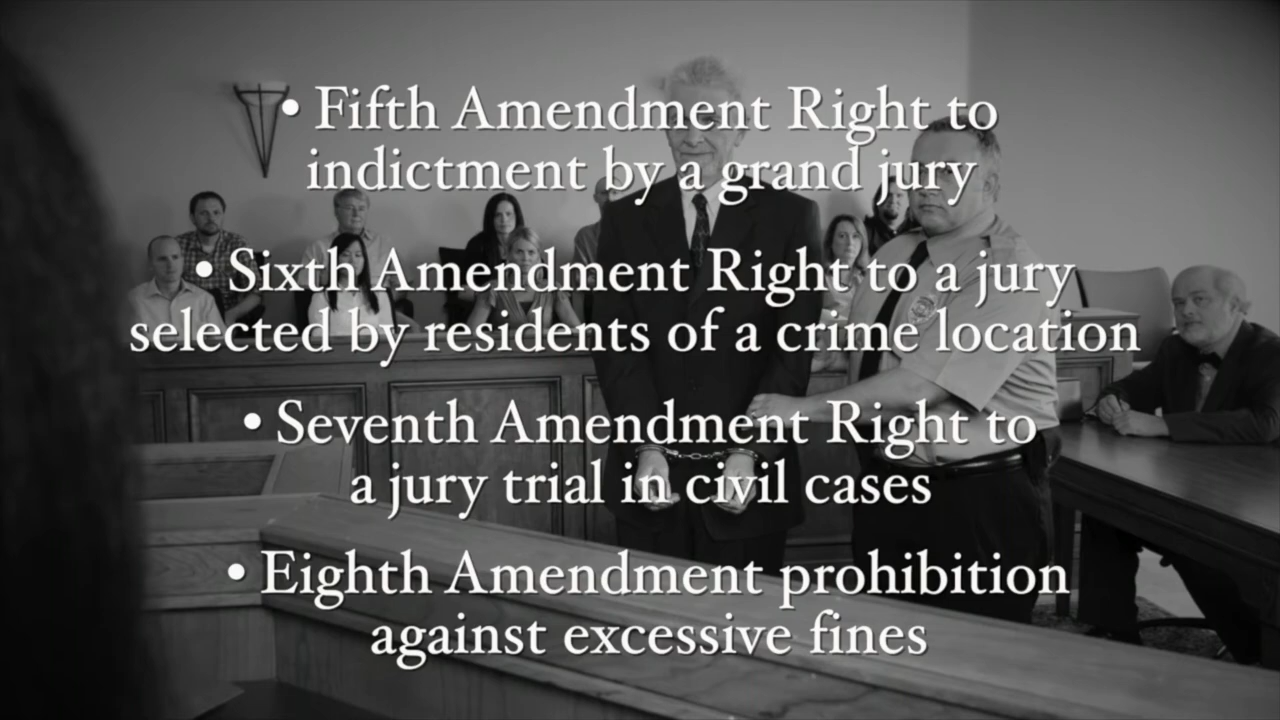 • Fifth Amendment Right to
indictment by a grand jury
• Sixth Amendment Right to a jury
selected by residents of a crime location
• Seventh Amendment Right to
a jury trial in civil cases
• Eighth Amendment prohibition
against excessive fines